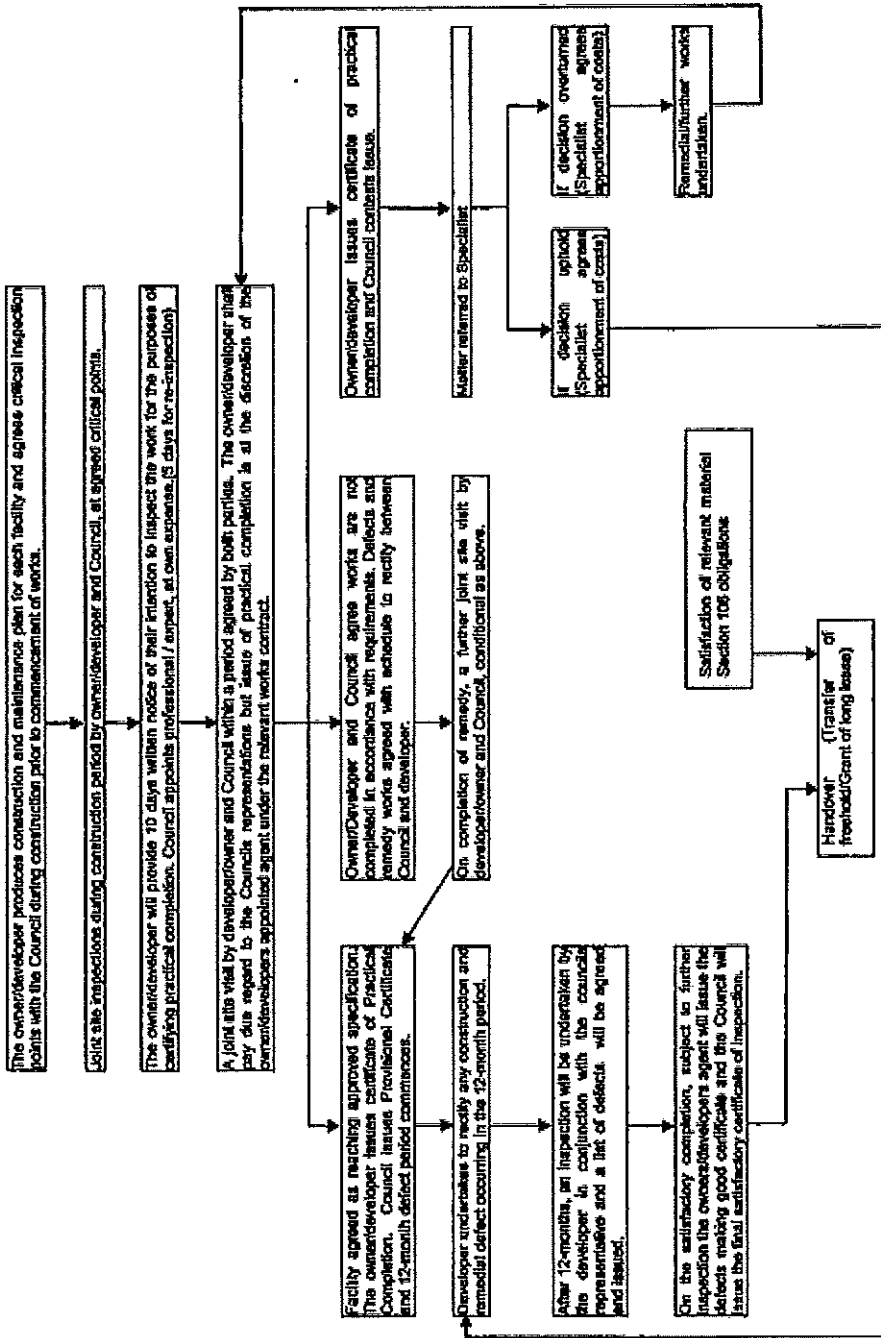 The owner/developer produces construction and maintenance plan for each facility and agrees critical inspection
points with the Council during construction prior to commencement of works.
Joint site inspections during construction period by owner/developer and Council, at agreed critical points.
The owner/developer will provide 10 days written notice of their intention to inspect the work for the purposes of
certifying practical completion. Council appoints professional / expert, at own expense. (5 days for re-inspection)
A joint site visit by developer/owner and Council within a period agreed by both parties. The owner/developer shall
pay due regard to the Councils representations but issue of practical completion is at the discretion of the
owner/developers appointed agent under the relevant works contract.
Facility agreed as reaching approved specification.
The owner/developer issues certificate of Practical
Completion. Council issues Provisional Certificate
and 12-month defect period commences.
Developer undertakes to rectify any construction and
remedial defect occurring in the 12-month period.
After 12-months, an inspection will be undertaken by
the developer in conjunction with the councils
representative and a list of defects will be agreed
and issued.
On the satisfactory completion, subject to further
inspection the owners/developers agent will issue the
defects making good certificate and the Council will
issue the final satisfactory certificate of inspection.
Owner/Developer and Council agree works are not
completed in accordance with requirements. Defects and
remedy works agreed with schedule to rectify between
Council and developer.
On completion of remedy, a further joint site visit by
developer/owner and Council, conditional as above.
Owner/developer issues certificate of practical
completion and Council contests issue.
Matter referred to Specialist
If decision uphold
(Specialist agrees
apportionment of costs)
If decision overturned
(Specialist agrees
apportionment of costs)
Remedial/further works
undertaken.
Satisfaction of relevant material
Section 106 obligations
Handover (Transfer of
freehold/Grant of long lease)